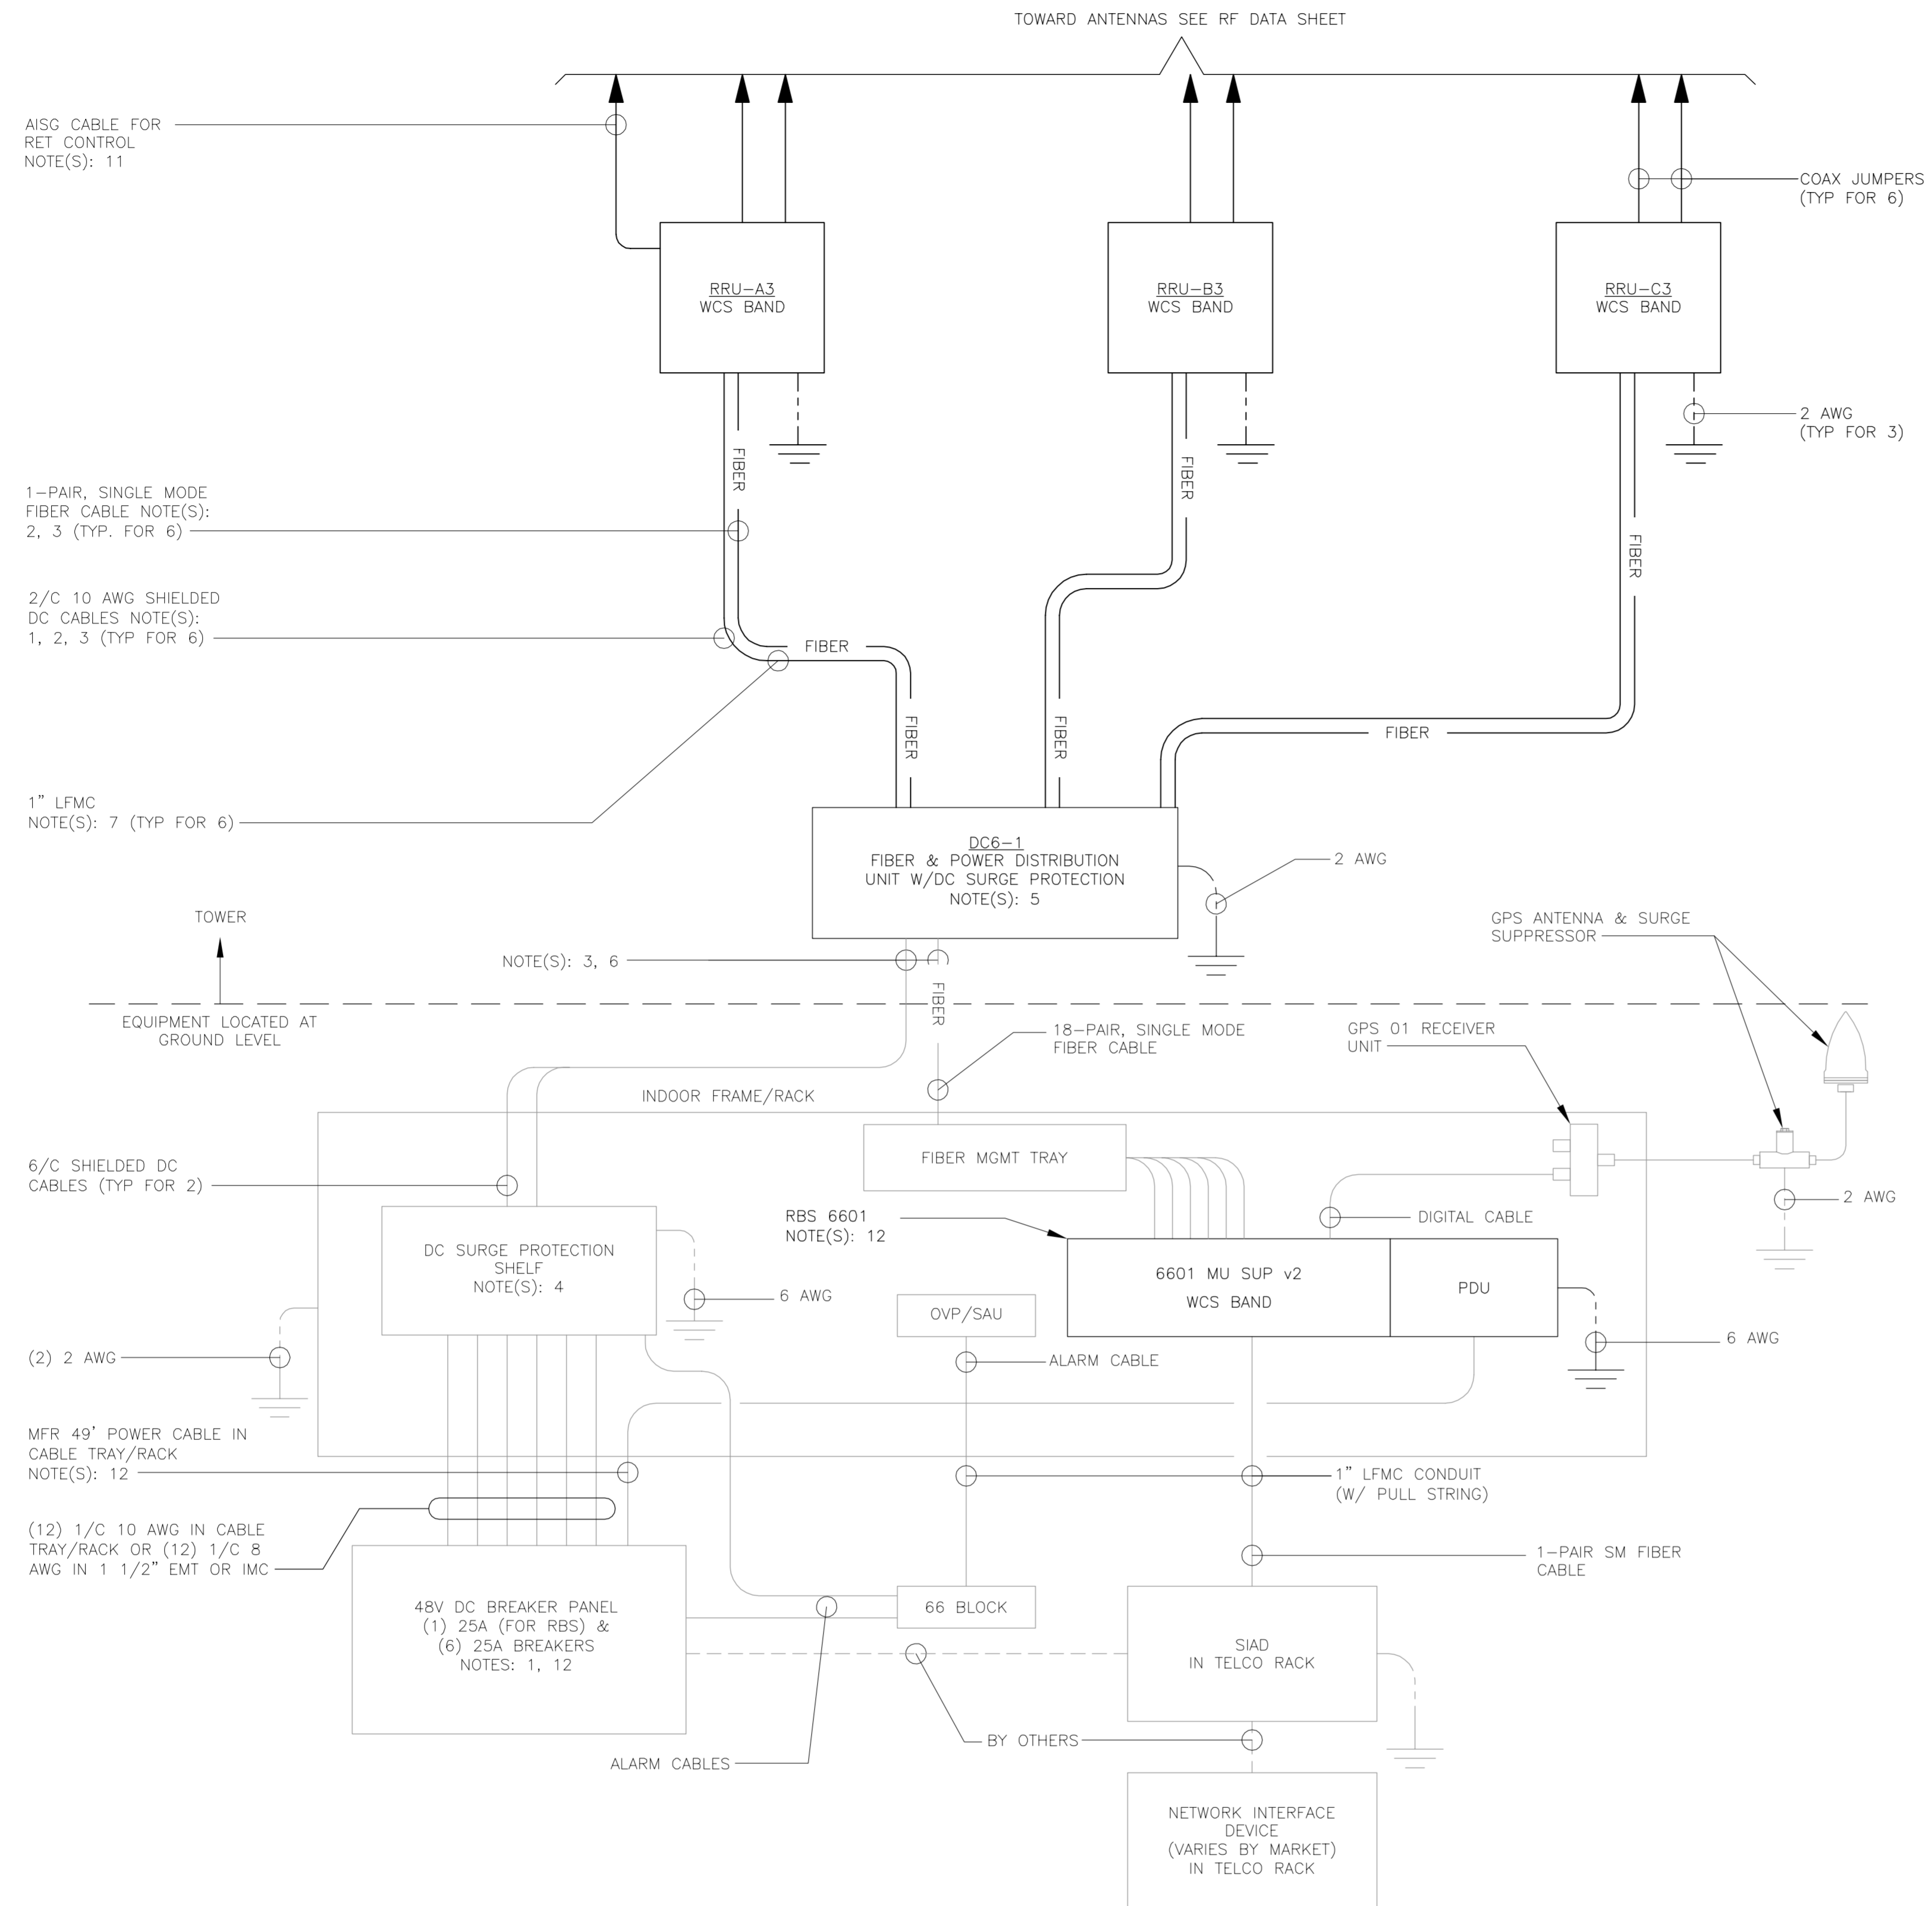 TOWARD ANTENNAS SEE RF DATA SHEET
AISG CABLE FOR
RET CONTROL
NOTE(S): 11
COAX JUMPERS
(TYP FOR 6)
RRU-A3
WCS BAND
RRU-B3
WCS BAND
RRU-C3
WCS BAND
2 AWG
(TYP FOR 3)
FIBER
FIBER
FIBER
1-PAIR, SINGLE MODE
FIBER CABLE NOTE(S):
2, 3 (TYP. FOR 6)
2/C 10 AWG SHIELDED
DC CABLES NOTE(S):
1, 2, 3 (TYP FOR 6)
FIBER
FIBER
FIBER
FIBER
1" LFMC
NOTE(S): 7 (TYP FOR 6)
DC6-1
FIBER & POWER DISTRIBUTION
UNIT W/DC SURGE PROTECTION
NOTE(S): 5
2 AWG
TOWER
GPS ANTENNA & SURGE
SUPPRESSOR
NOTE(S): 3, 6
FIBER
EQUIPMENT LOCATED AT
GROUND LEVEL
18-PAIR, SINGLE MODE
FIBER CABLE
GPS 01 RECEIVER
UNIT
INDOOR FRAME/RACK
FIBER MGMT TRAY
6/C SHIELDED DC
CABLES (TYP FOR 2)
2 AWG
RBS 6601
NOTE(S): 12
DIGITAL CABLE
DC SURGE PROTECTION
SHELF
NOTE(S): 4
6601 MU SUP v2
WCS BAND
PDU
6 AWG
OVP/SAU
6 AWG
(2) 2 AWG
ALARM CABLE
MFR 49' POWER CABLE IN
CABLE TRAY/RACK
NOTE(S): 12
1" LFMC CONDUIT
(W/ PULL STRING)
(12) 1/C 10 AWG IN CABLE
TRAY/RACK OR (12) 1/C 8
AWG IN 1 1/2" EMT OR IMC
1-PAIR SM FIBER
CABLE
48V DC BREAKER PANEL
(1) 25A (FOR RBS) &
(6) 25A BREAKERS
NOTES: 1, 12
66 BLOCK
SIAD
IN TELCO RACK
BY OTHERS
ALARM CABLES
NETWORK INTERFACE
DEVICE
(VARIES BY MARKET)
IN TELCO RACK